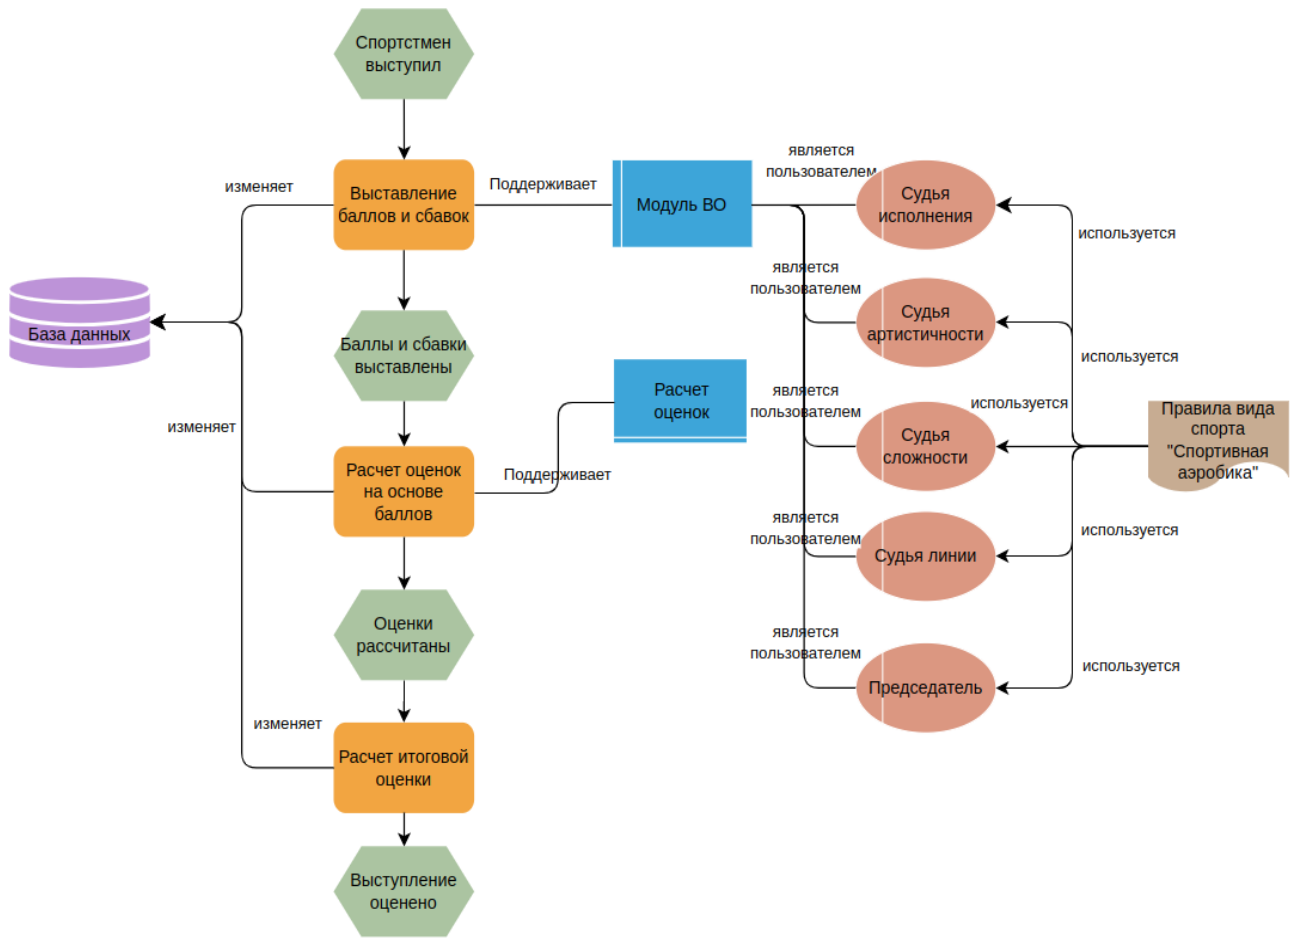 Спортстмен
выступил
Выставление
баллов и сбавок
изменяет
Поддерживает
Модуль ВО
является
пользователем
Судья
исполнения
используется
База данных
Баллы и сбавки
выставлены
является
пользователем
Судья
артистичности
используется
Расчет
оценок
является
пользователем
Судья
сложности
используется
Правила вида
спорта
"Спортивная
аэробика"
изменяет
Расчет оценок
на основе
баллов
Поддерживает
является
пользователем
Судья линии
используется
Оценки
рассчитаны
является
пользователем
Председатель
используется
изменяет
Расчет итоговой
оценки
Выступление
оценено